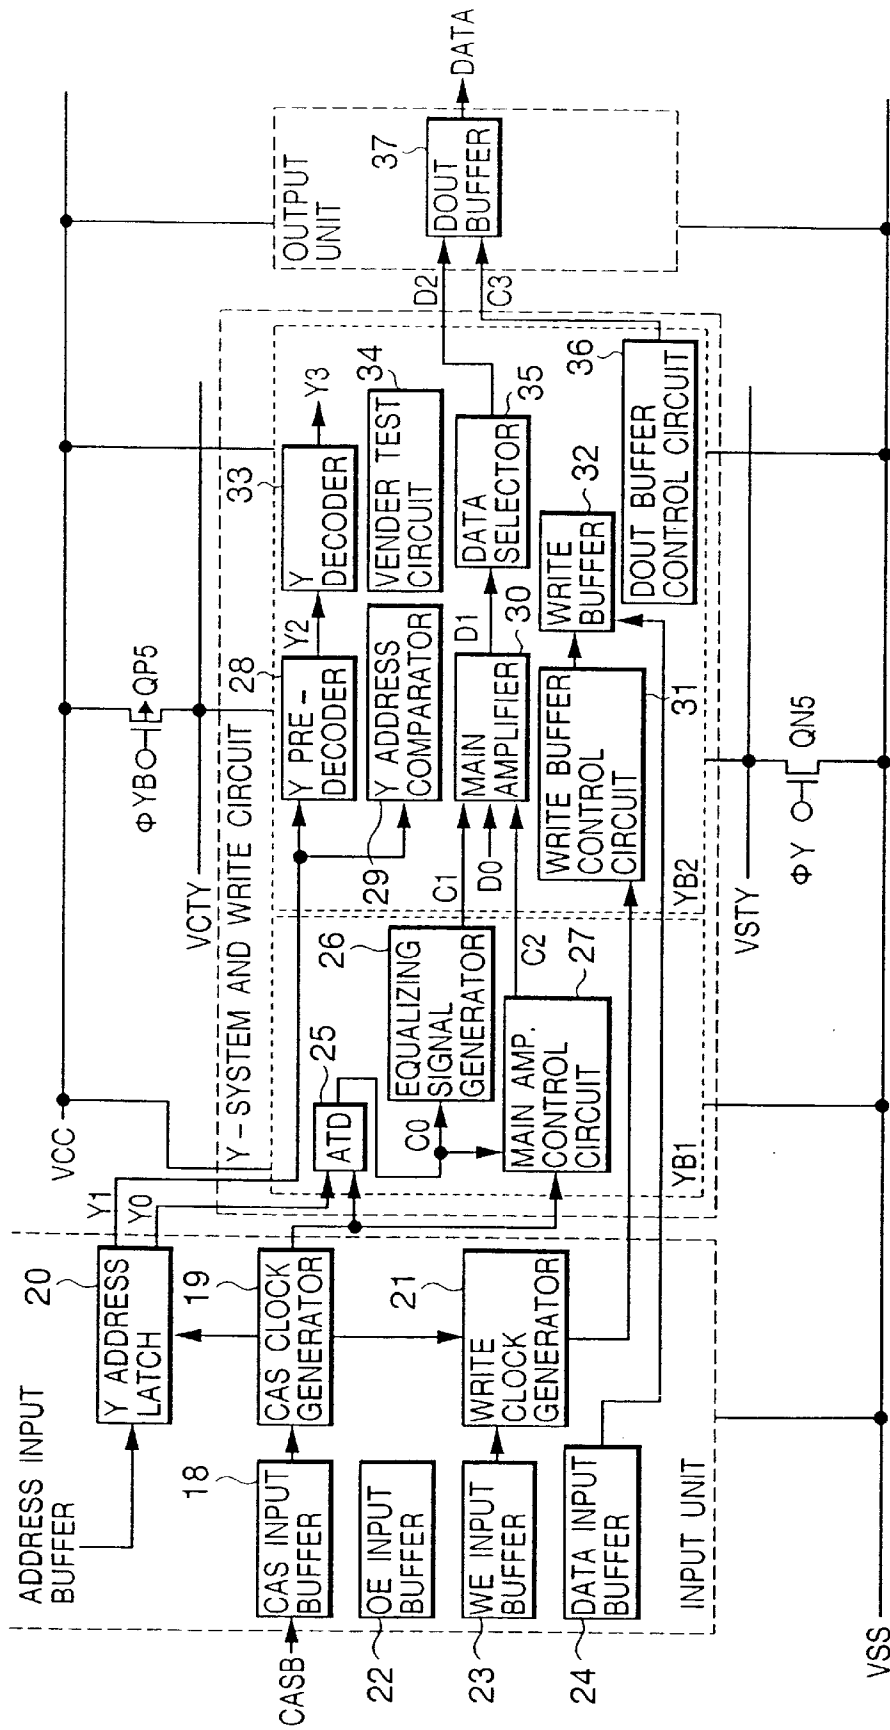 ADDRESS INPUT
BUFFER
20
Y ADDRESS
LATCH
Y1
Y0
CASB
18
CAS INPUT
BUFFER
19
CAS CLOCK
GENERATOR
22
OE INPUT
BUFFER
23
WE INPUT
BUFFER
21
WRITE
CLOCK
GENERATOR
24
DATA INPUT
BUFFER
INPUT UNIT
VCC
VSS
Y-SYSTEM AND WRITE CIRCUIT
VCTY
ΦYB
QP5
25
ATD
C0
26
EQUALIZING
SIGNAL
GENERATOR
C1
MAIN AMP.
CONTROL
CIRCUIT
27
C2
YB1
28
Y PRE-
DECODER
Y2
33
Y
DECODER
Y3
29
Y ADDRESS
COMPARATOR
VENDER TEST
CIRCUIT
34
D0
MAIN
AMPLIFIER
30
D1
DATA
SELECTOR
35
D2
WRITE BUFFER
CONTROL
CIRCUIT
31
WRITE
BUFFER
32
DOUT BUFFER
CONTROL CIRCUIT
36
C3
YB2
VSTY
ΦY
QN5
OUTPUT
UNIT
37
DOUT
BUFFER
DATA